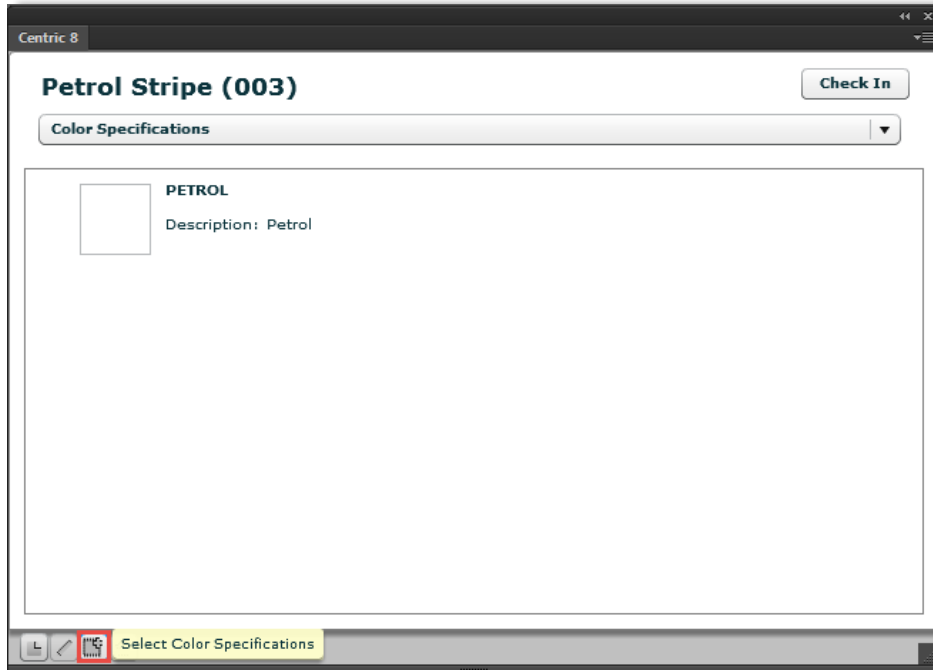 Centric 8
Petrol Stripe (003)
Check In
Color Specifications
PETROL
Description: Petrol
Select Color Specifications